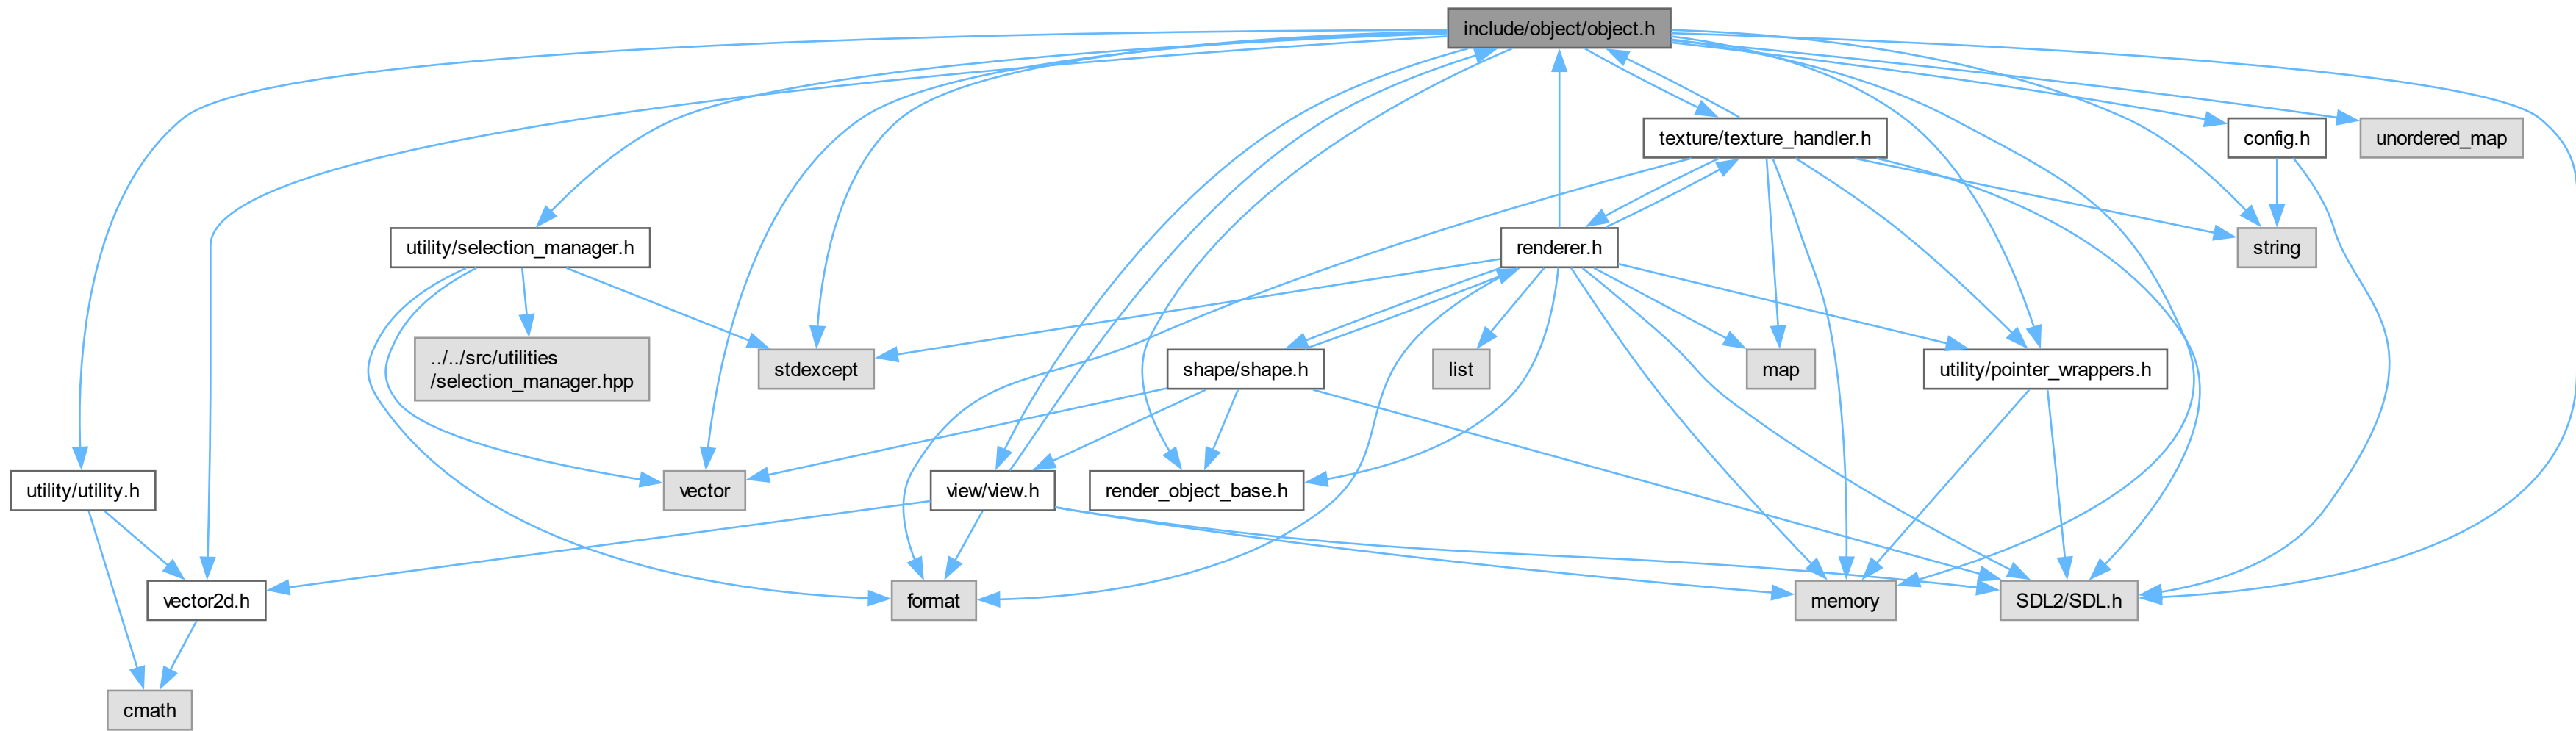 include/object/object.h
texture/texture_handler.h
config.h
unordered_map
utility/selection_manager.h
renderer.h
string
../../src/utilities
/selection_manager.hpp
stdexcept
shape/shape.h
list
map
utility/pointer_wrappers.h
utility/utility.h
vector
view/view.h
render_object_base.h
vector2d.h
format
memory
SDL2/SDL.h
cmath